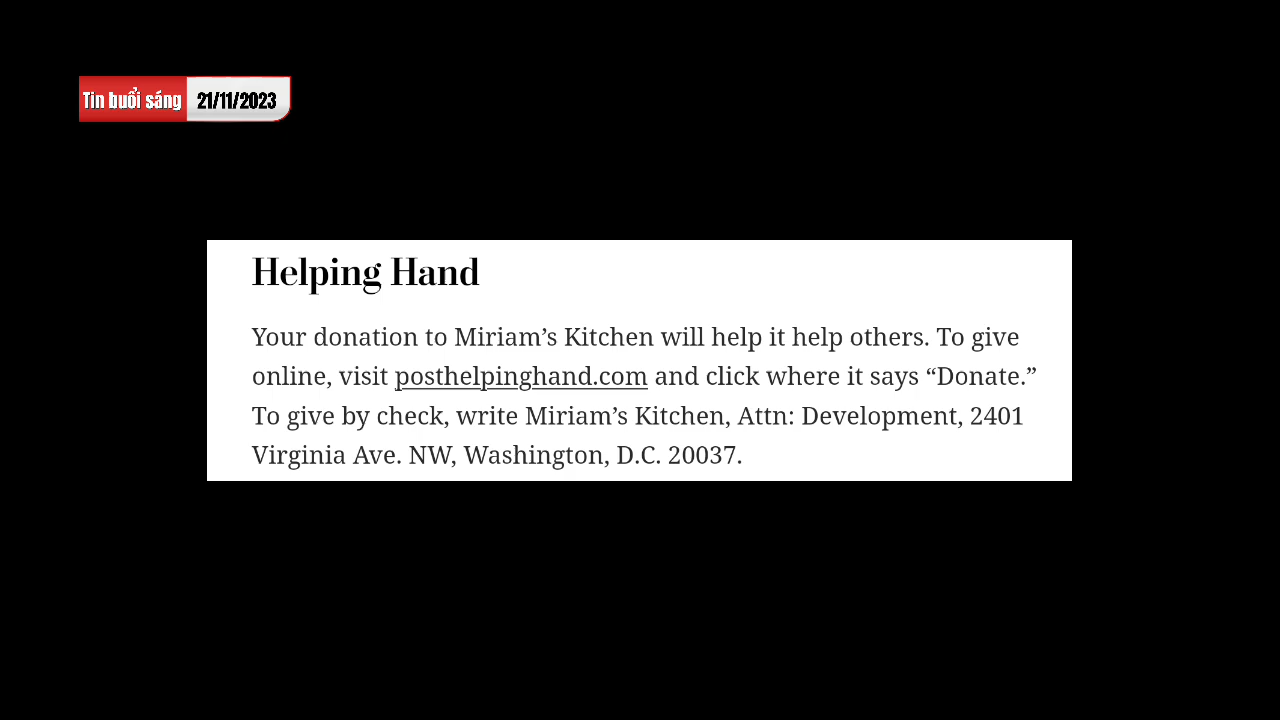 Tin buổi sáng 21/11/2023
Helping Hand
Your donation to Miriam’s Kitchen will help it help others. To give
online, visit posthelpinghand.com and click where it says “Donate.”
To give by check, write Miriam’s Kitchen, Attn: Development, 2401
Virginia Ave. NW, Washington, D.C. 20037.